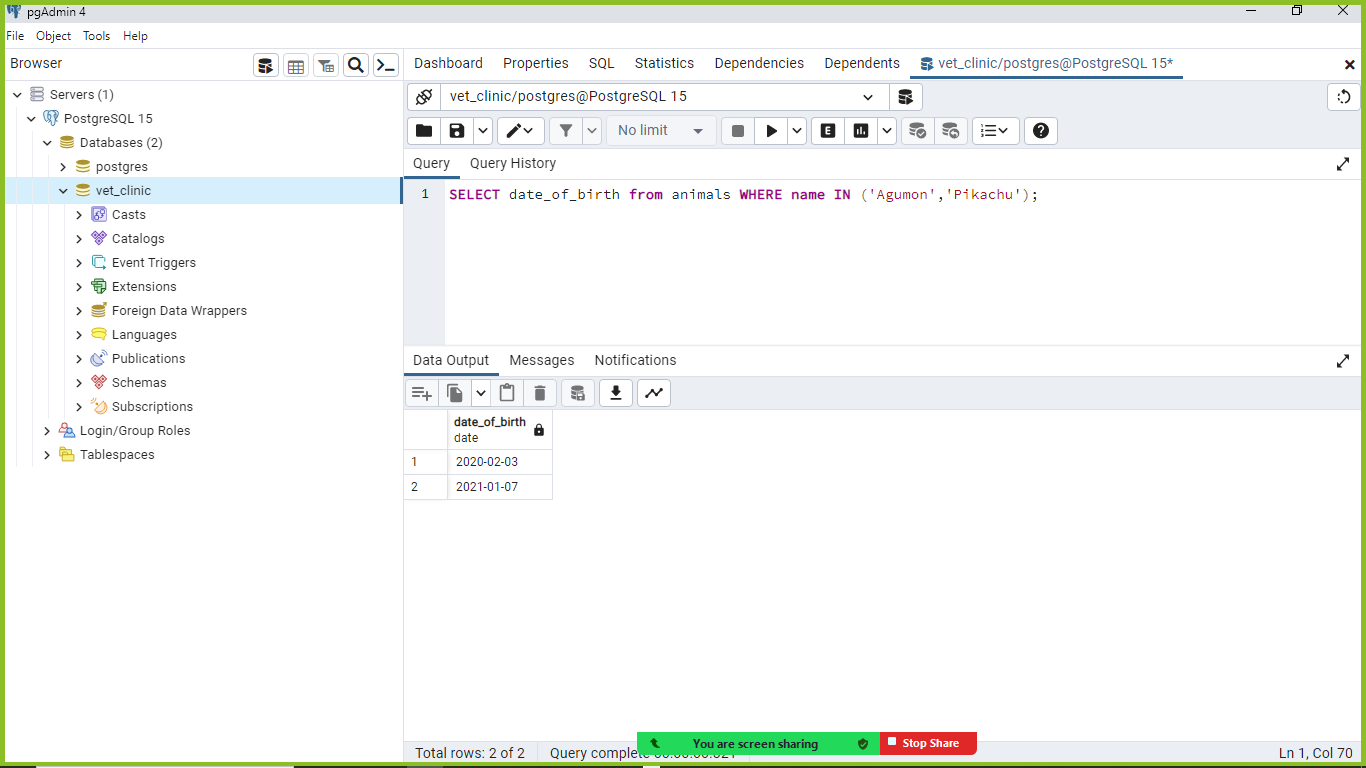 pgAdmin 4
File Object Tools Help
Browser
Dashboard Properties SQL Statistics Dependencies Dependents vet_clinic/postgres@PostgreSQL 15*
Servers (1)
PostgreSQL 15
Databases (2)
postgres
vet_clinic
Casts
Catalogs
Event Triggers
Extensions
Foreign Data Wrappers
Languages
Publications
Schemas
Subscriptions
Login/Group Roles
Tablespaces
vet_clinic/postgres@PostgreSQL 15
No limit
E
Query Query History
1 SELECT date_of_birth from animals WHERE name IN ('Agumon','Pikachu');
Data Output Messages Notifications
date_of_birth
date
1 2020-02-03
2 2021-01-07
You are screen sharing Stop Share
Total rows: 2 of 2 Query complete Ln 1, Col 70